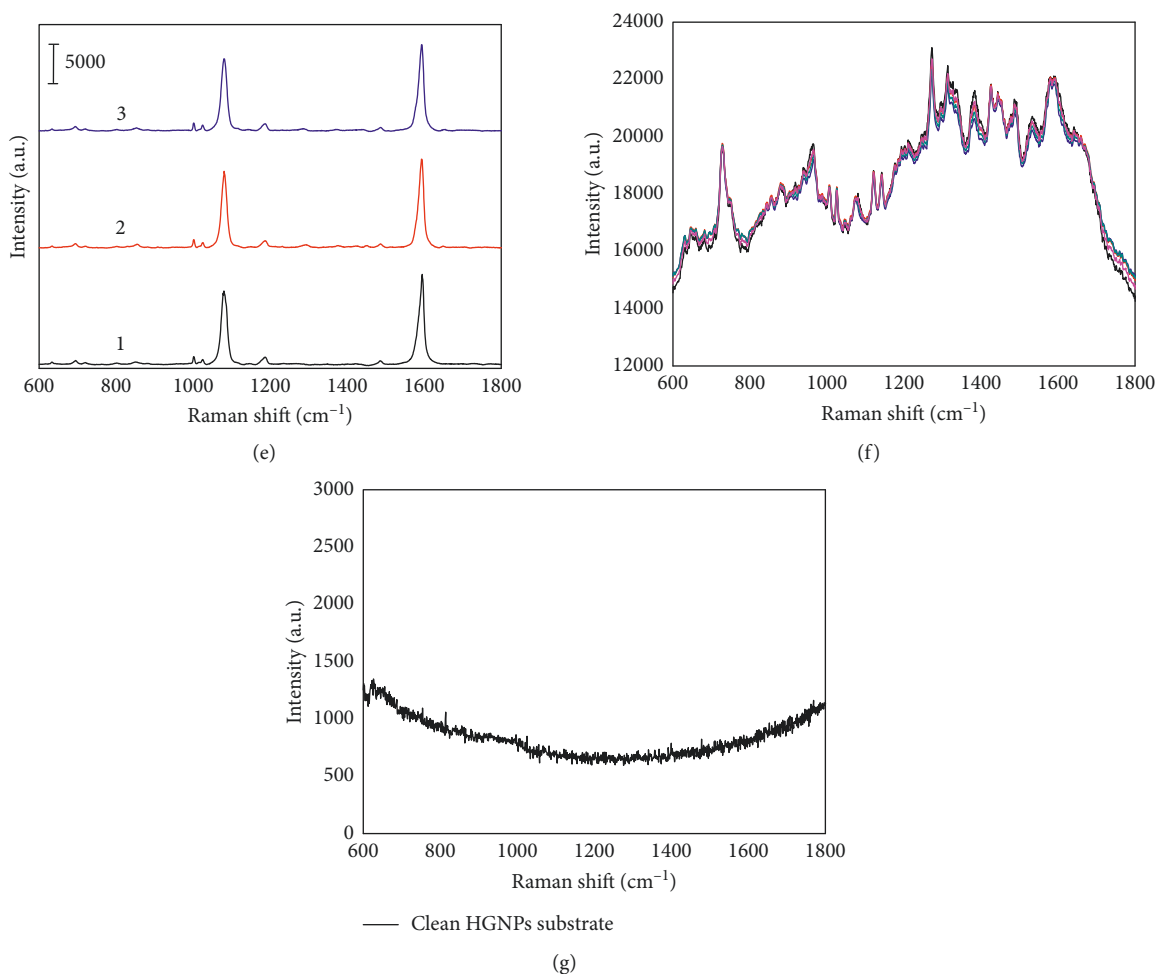 5000
3
2
1
Intensity (a.u.)
600 800 1000 1200 1400 1600 1800
Raman shift (cm⁻¹)
(e)
24000
22000
20000
18000
16000
14000
12000
Intensity (a.u.)
600 800 1000 1200 1400 1600 1800
Raman shift (cm⁻¹)
(f)
3000
2500
2000
1500
1000
500
0
Intensity (a.u.)
600 800 1000 1200 1400 1600 1800
Raman shift (cm⁻¹)
Clean HGNPs substrate
(g)